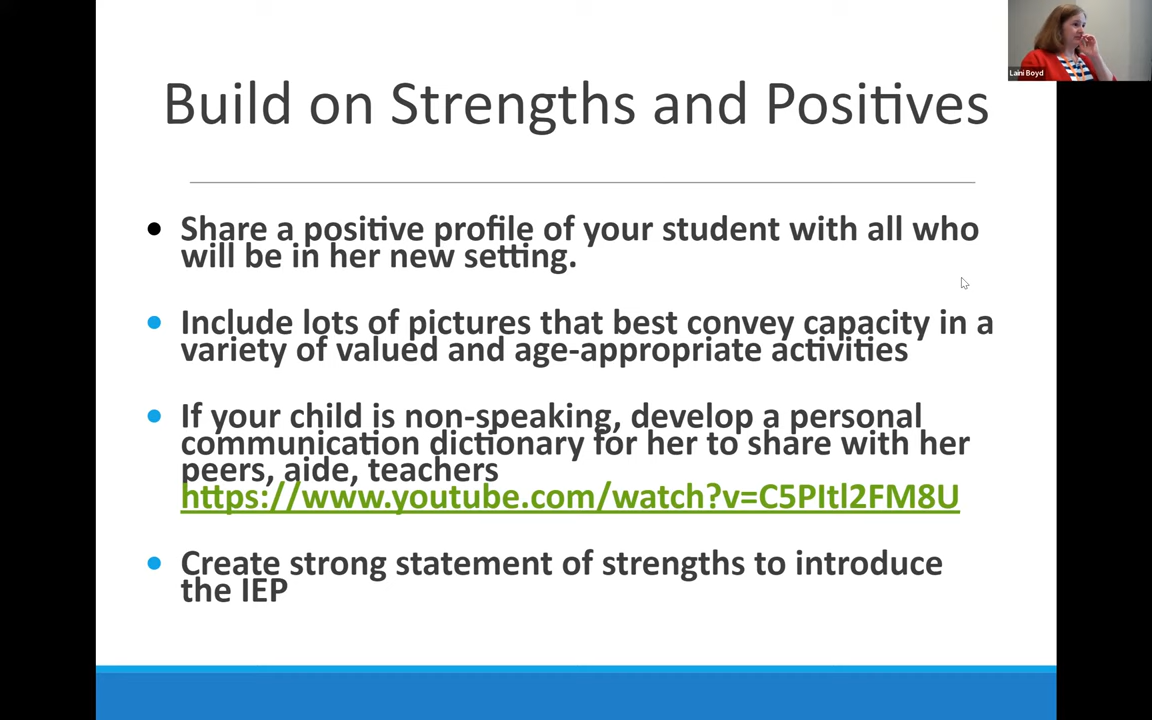 Laini Boyd
Build on Strengths and Positives
• Share a positive profile of your student with all who
will be in her new setting.
• Include lots of pictures that best convey capacity in a
variety of valued and age-appropriate activities
• If your child is non-speaking, develop a personal
communication dictionary for her to share with her
peers, aide, teachers
https://www.youtube.com/watch?v=C5PItl2FM8U
• Create strong statement of strengths to introduce
the IEP